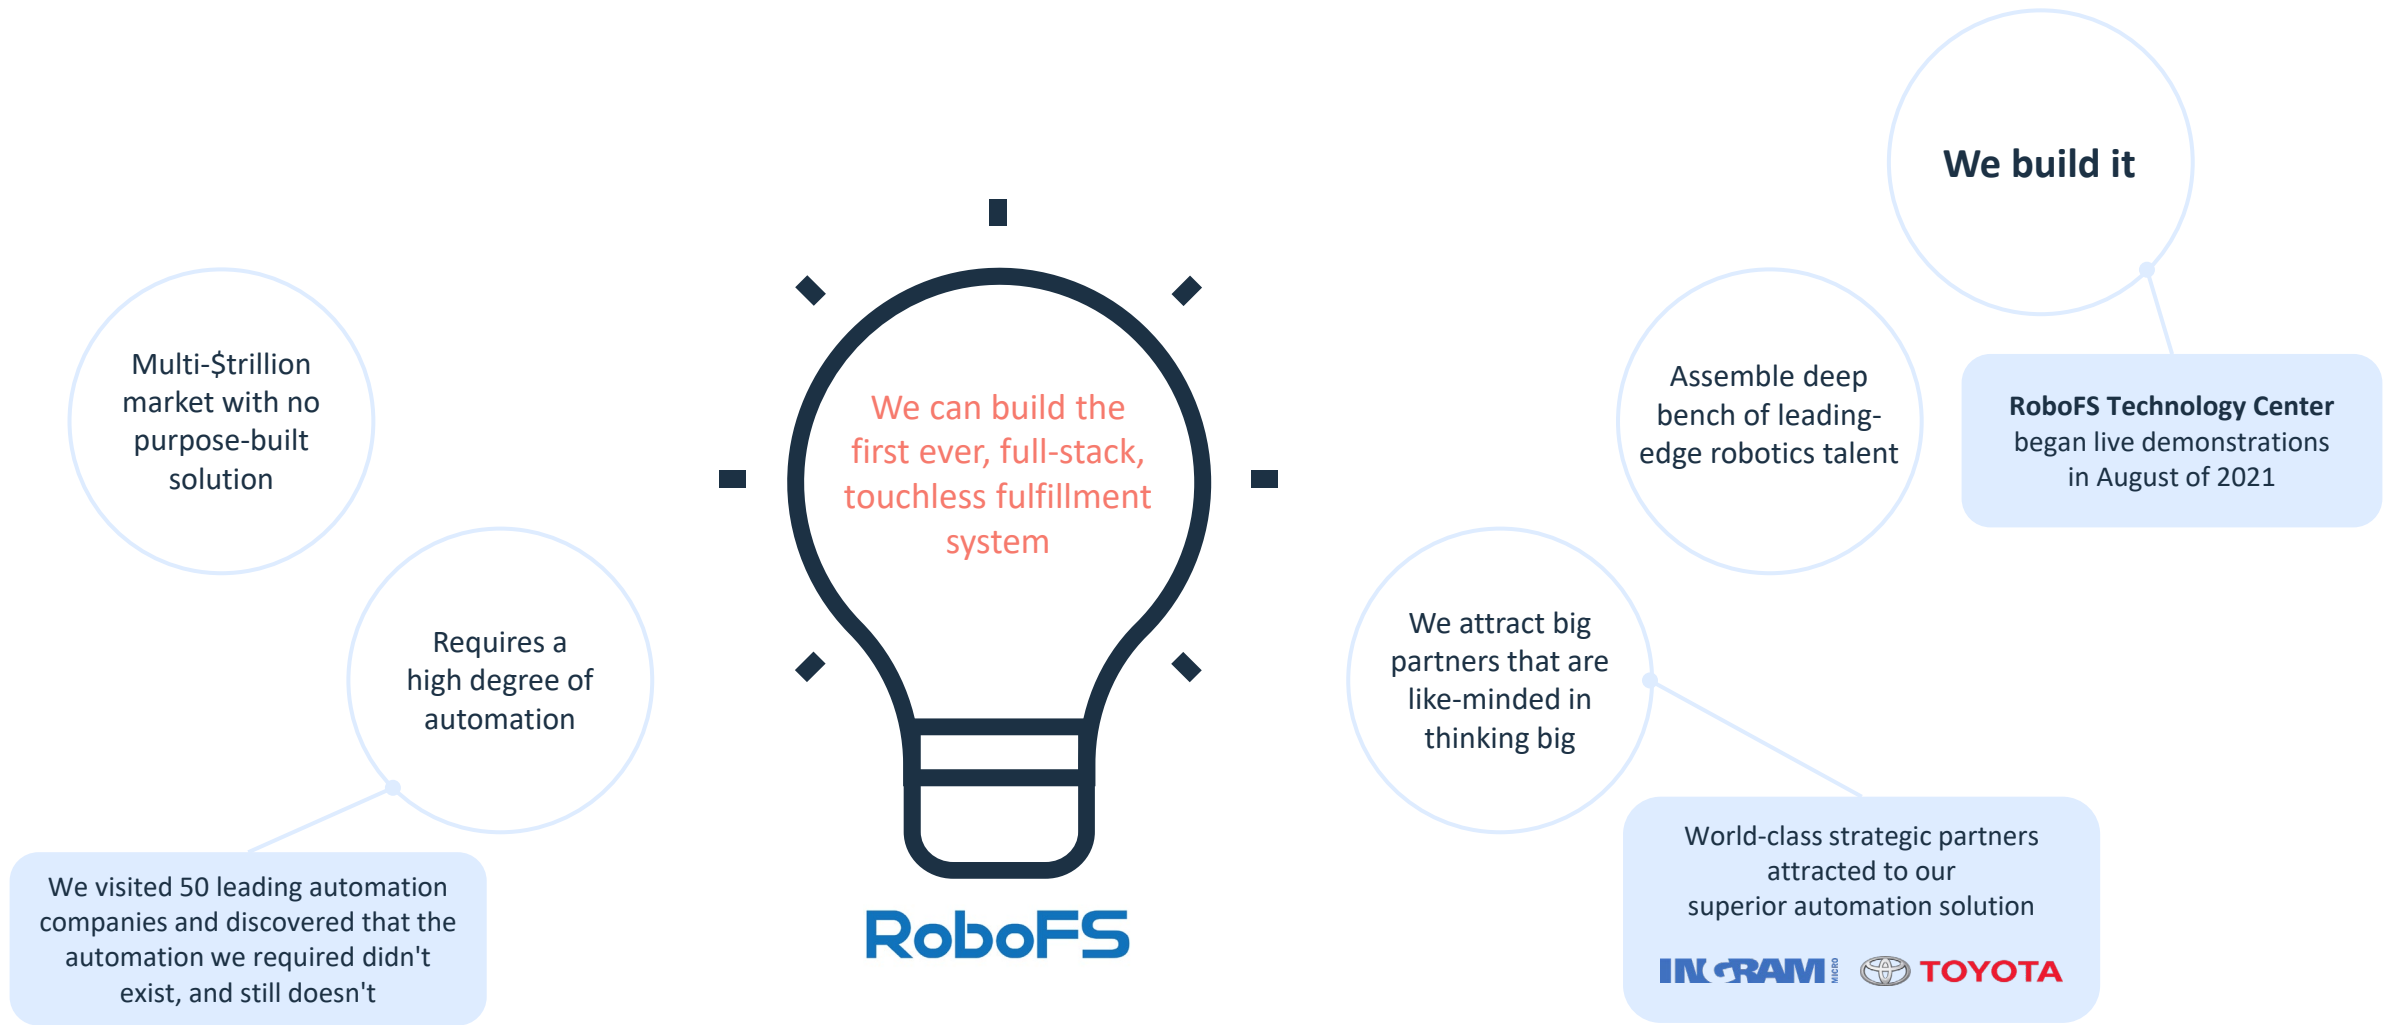 Multi-$trillion
market with no
purpose-built
solution
Requires a
high degree of
automation
We visited 50 leading automation
companies and discovered that the
automation we required didn't
exist, and still doesn't
We can build the
first ever, full-stack,
touchless fulfillment
system
RoboFS
We attract big
partners that are
like-minded in
thinking big
World-class strategic partners
attracted to our
superior automation solution
INGRAM MICRO
TOYOTA
Assemble deep
bench of leading-
edge robotics talent
We build it
RoboFS Technology Center
began live demonstrations
in August of 2021